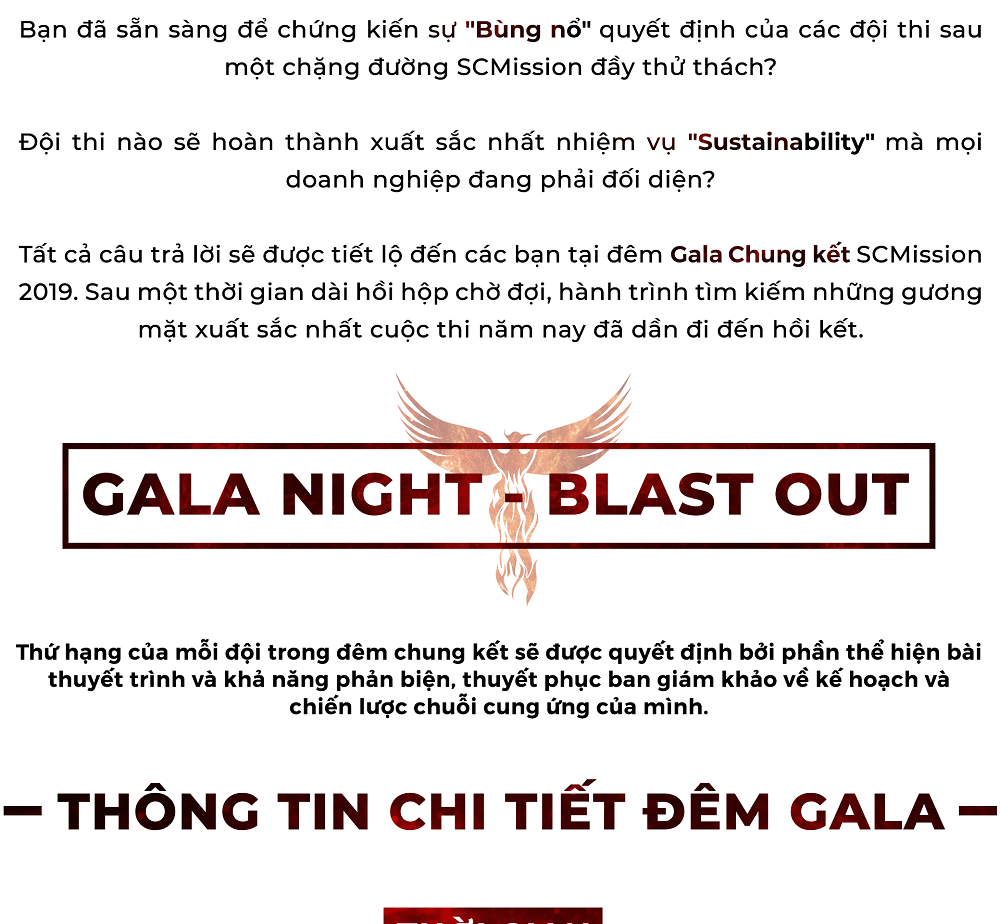 Bạn đã sẵn sàng để chứng kiến sự "Bùng nổ" quyết định của các đội thi sau
một chặng đường SCMission đầy thử thách?
Đội thi nào sẽ hoàn thành xuất sắc nhất nhiệm vụ "Sustainability" mà mọi
doanh nghiệp đang phải đối diện?
Tất cả câu trả lời sẽ được tiết lộ đến các bạn tại đêm Gala Chung kết SCMission
2019. Sau một thời gian dài hồi hộp chờ đợi, hành trình tìm kiếm những gương
mặt xuất sắc nhất cuộc thi năm nay đã dần đi đến hồi kết.
GALA NIGHT - BLAST OUT
Thứ hạng của mỗi đội trong đêm chung kết sẽ được quyết định bởi phần thể hiện bài
thuyết trình và khả năng phản biện, thuyết phục ban giám khảo về kế hoạch và
chiến lược chuỗi cung ứng của mình.
– THÔNG TIN CHI TIẾT ĐÊM GALA –